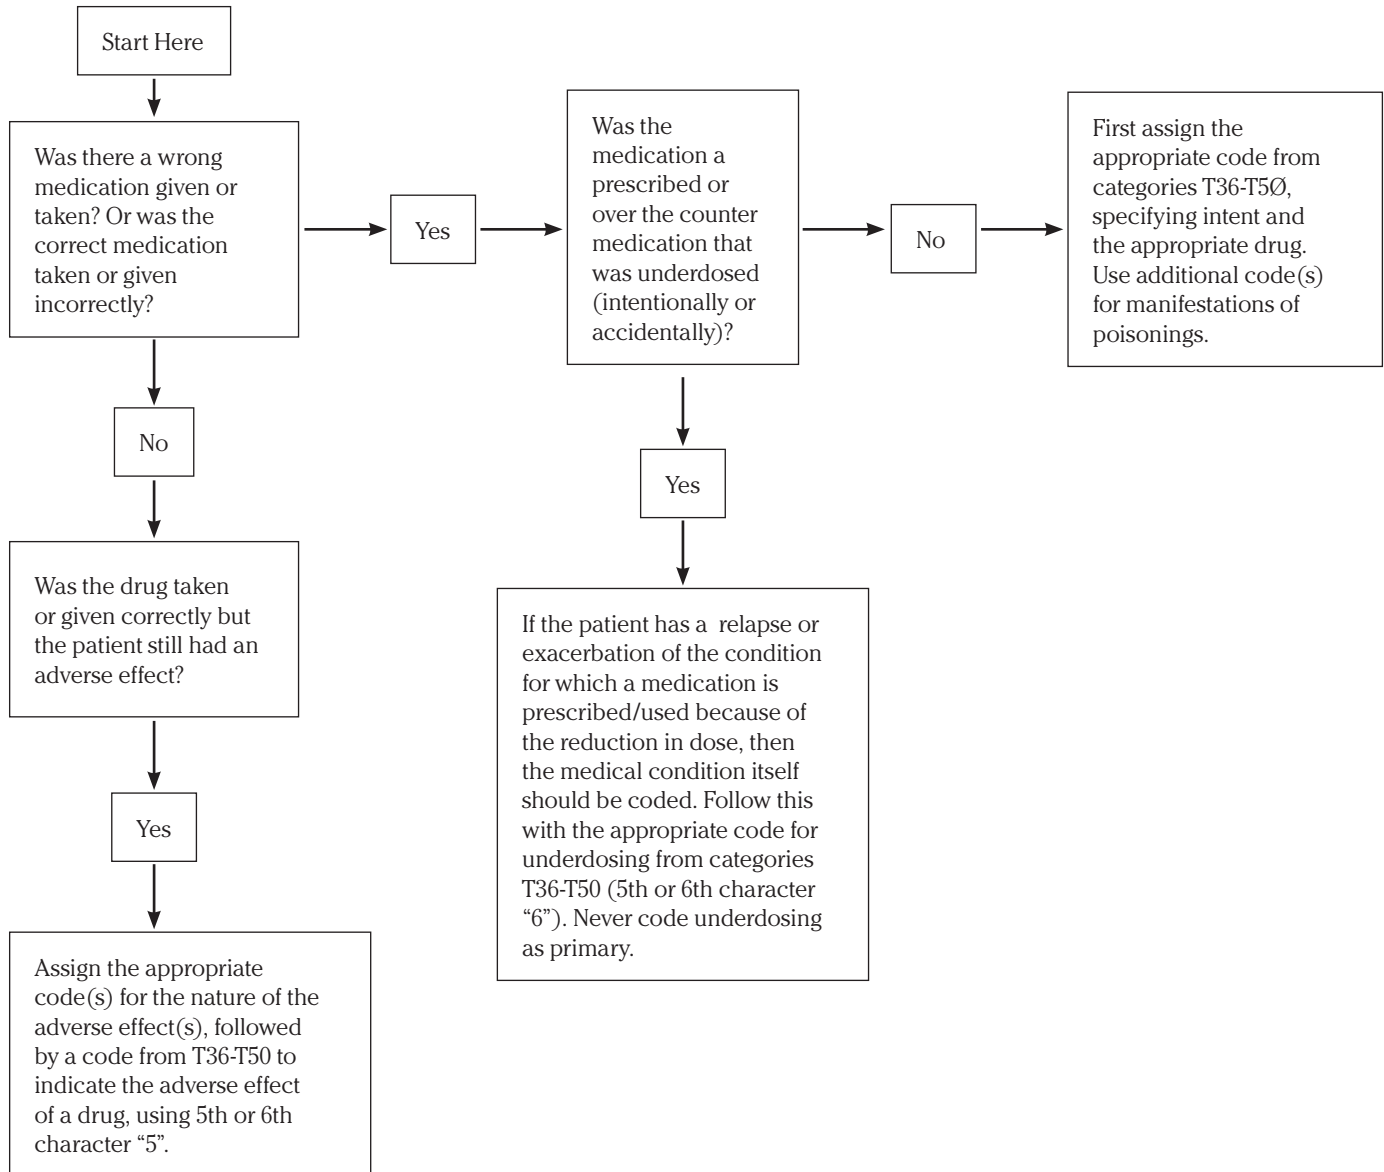 Start Here
Was there a wrong
medication given or
taken? Or was the
correct medication
taken or given
incorrectly?
Yes
Was the
medication a
prescribed or
over the counter
medication that
was underdosed
(intentionally or
accidentally)?
No
First assign the
appropriate code from
categories T36-T5Ø,
specifying intent and
the appropriate drug.
Use additional code(s)
for manifestations of
poisonings.
No
Was the drug taken
or given correctly but
the patient still had an
adverse effect?
Yes
Assign the appropriate
code(s) for the nature of the
adverse effect(s), followed
by a code from T36-T50 to
indicate the adverse effect
of a drug, using 5th or 6th
character “5”.
Yes
If the patient has a relapse or
exacerbation of the condition
for which a medication is
prescribed/used because of
the reduction in dose, then
the medical condition itself
should be coded. Follow this
with the appropriate code for
underdosing from categories
T36-T50 (5th or 6th character
“6”). Never code underdosing
as primary.